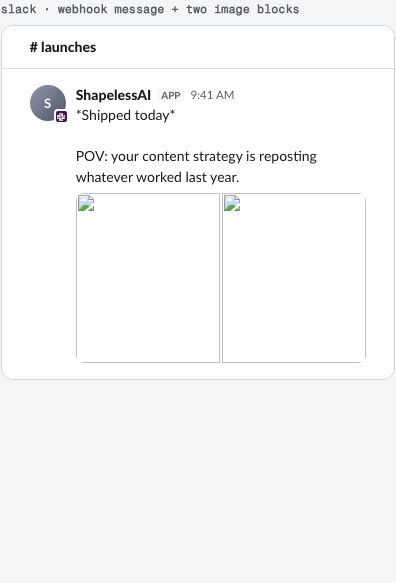 slack · webhook message + two image blocks
# launches
S
ShapelessAI APP 9:41 AM
*Shipped today*
POV: your content strategy is reposting
whatever worked last year.